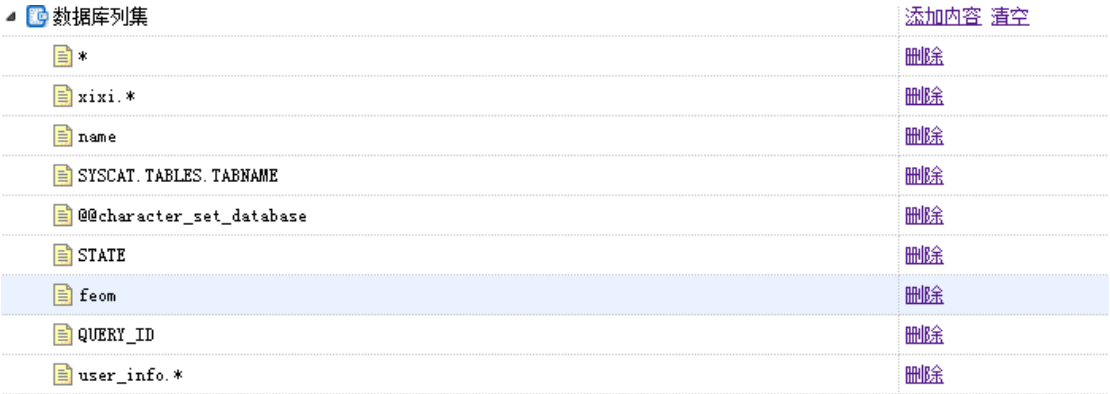 数据库列集 添加内容 清空
* 删除
xixi.* 删除
name 删除
SYSCAT.TABLES.TABNAME 删除
@@character_set_database 删除
STATE 删除
feom 删除
QUERY_ID 删除
user_info.* 删除